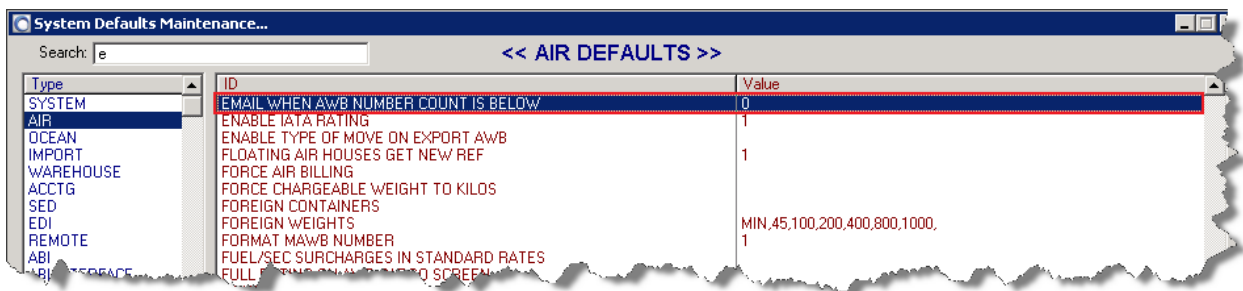 System Defaults Maintenance...
Search: e
<< AIR DEFAULTS >>
Type ID Value
SYSTEM EMAIL WHEN AWB NUMBER COUNT IS BELOW 0
AIR ENABLE IATA RATING 1
OCEAN ENABLE TYPE OF MOVE ON EXPORT AWB
IMPORT FLOATING AIR HOUSES GET NEW REF 1
WAREHOUSE FORCE AIR BILLING
ACCTG FORCE CHARGEABLE WEIGHT TO KILOS
SED FOREIGN CONTAINERS
EDI FOREIGN WEIGHTS MIN,45,100,200,400,800,1000,
REMOTE FORMAT MAWB NUMBER 1
ABI FUEL/SEC SURCHARGES IN STANDARD RATES
FULL SCREEN